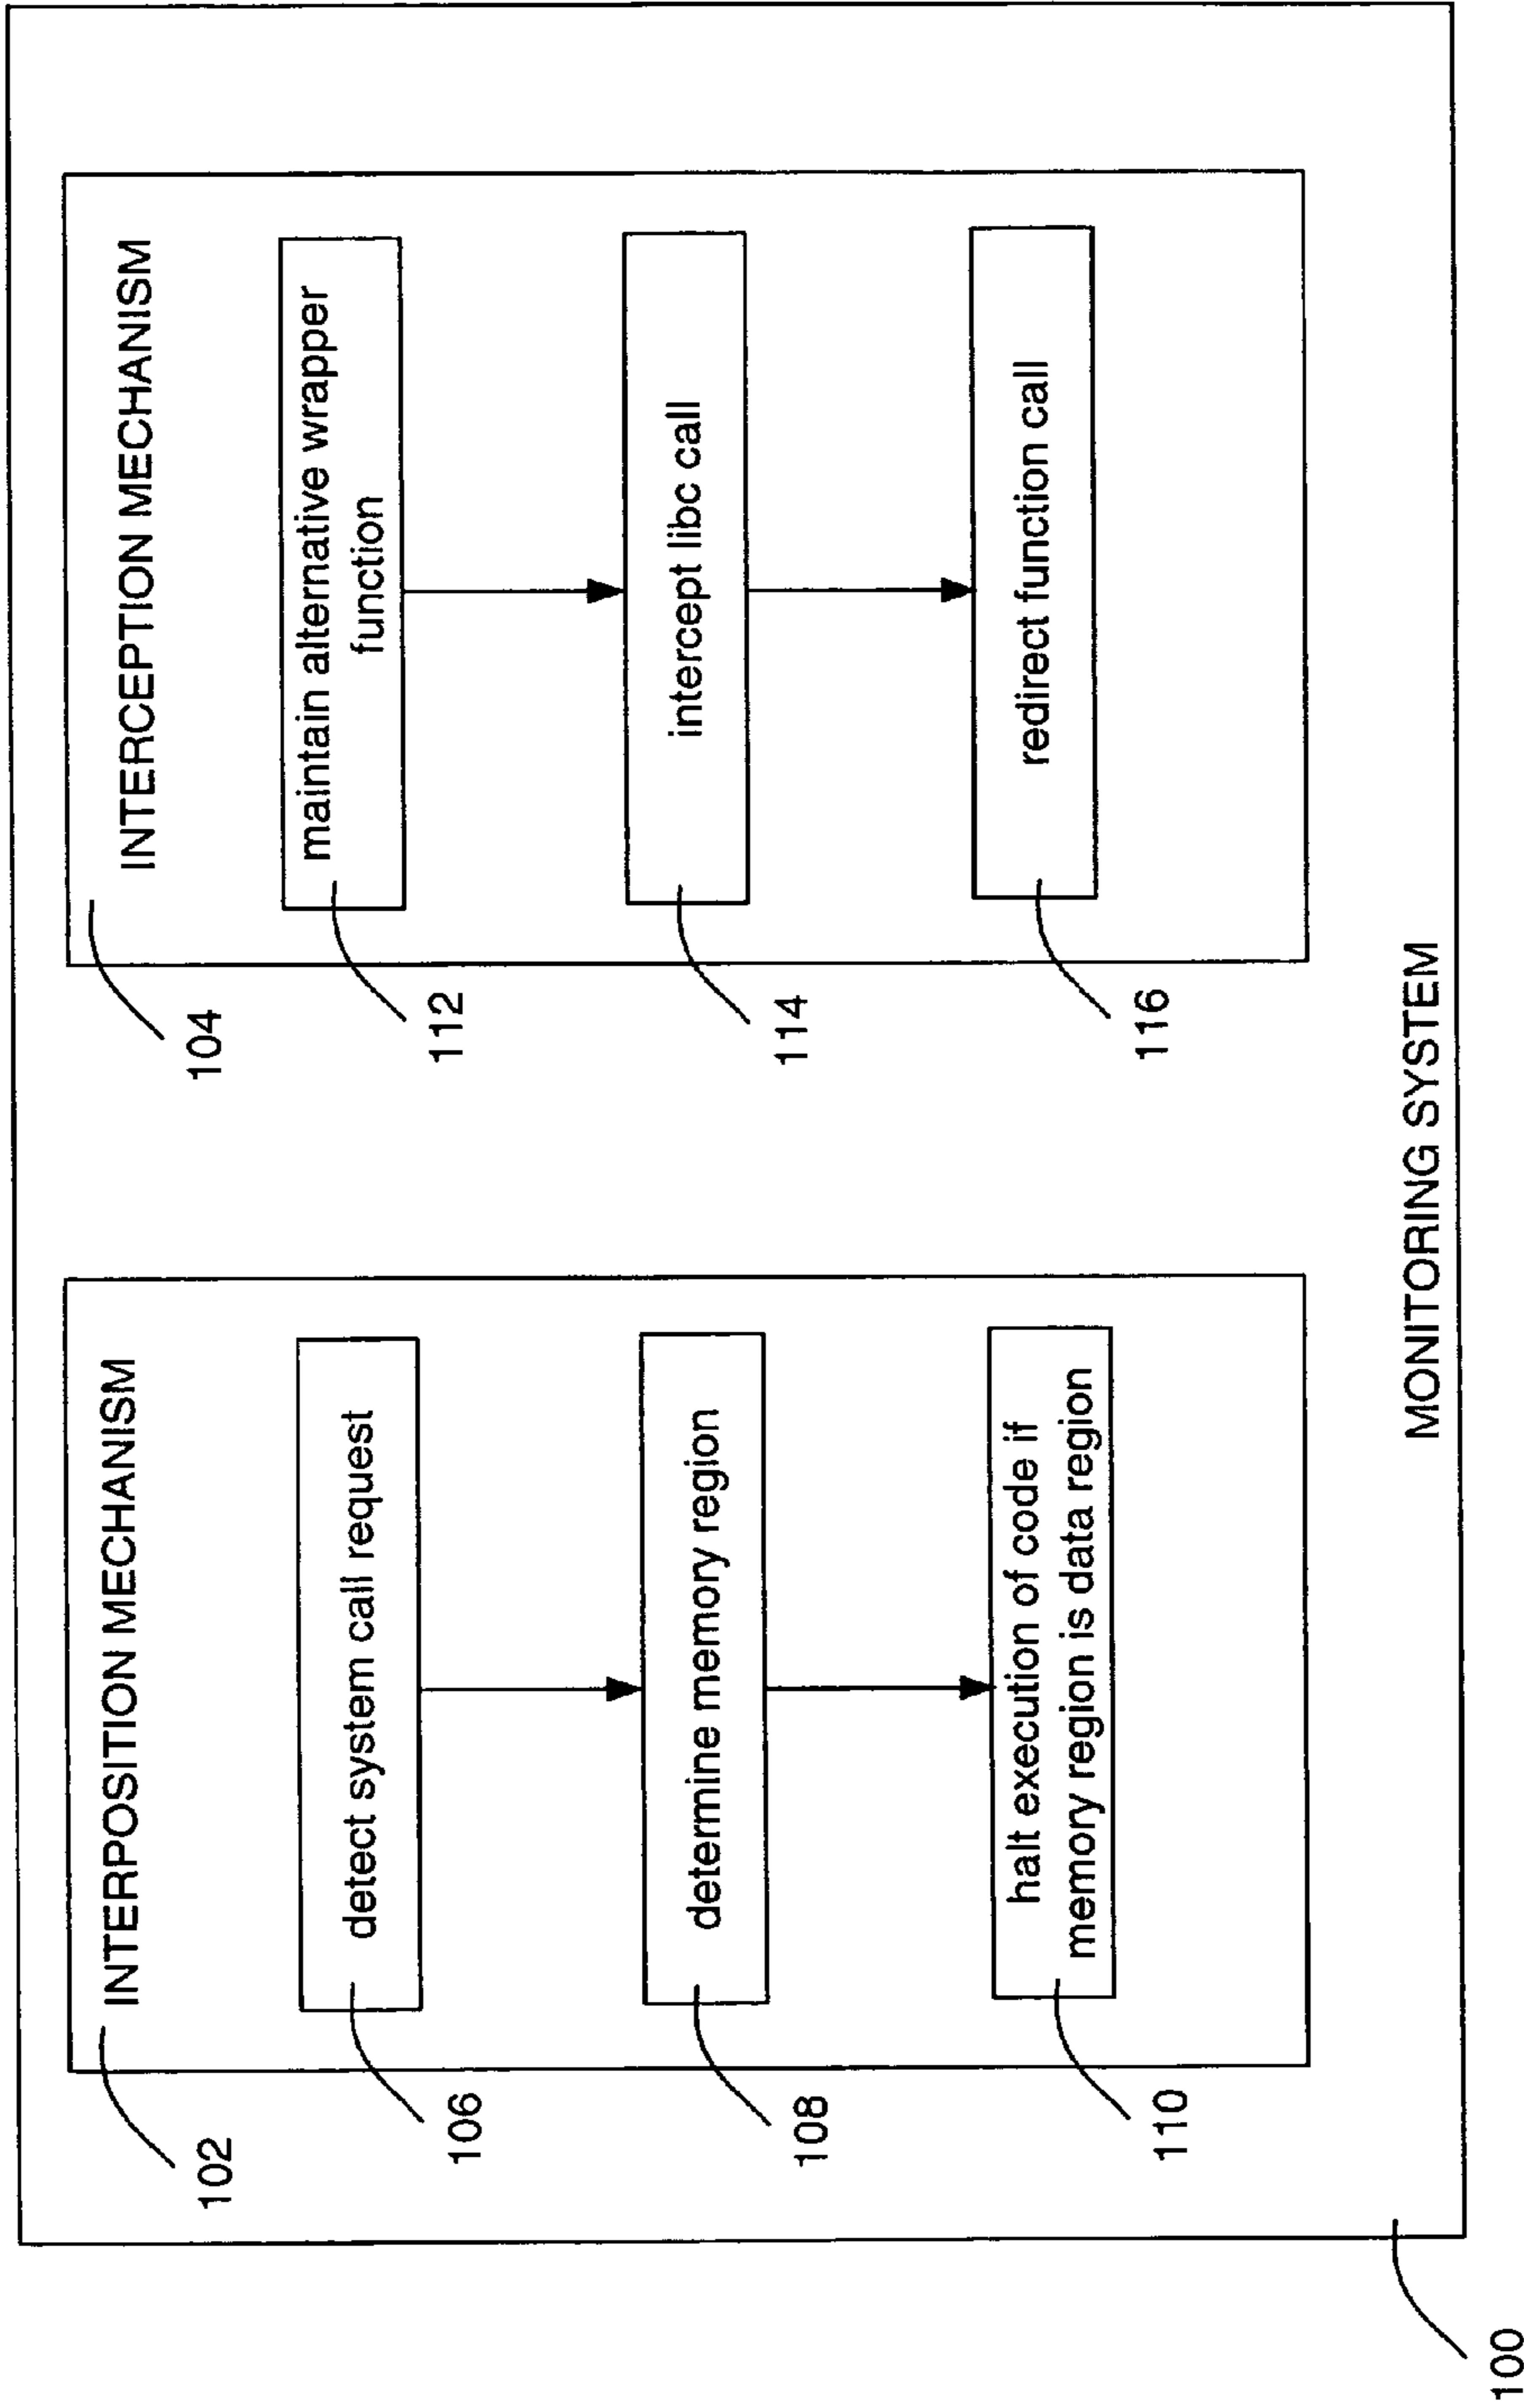 INTERPOSITION MECHANISM
102
detect system call request
106
determine memory region
108
halt execution of code if
memory region is data region
110
INTERCEPTION MECHANISM
104
maintain alternative wrapper
function
112
intercept libc call
114
redirect function call
116
MONITORING SYSTEM
100